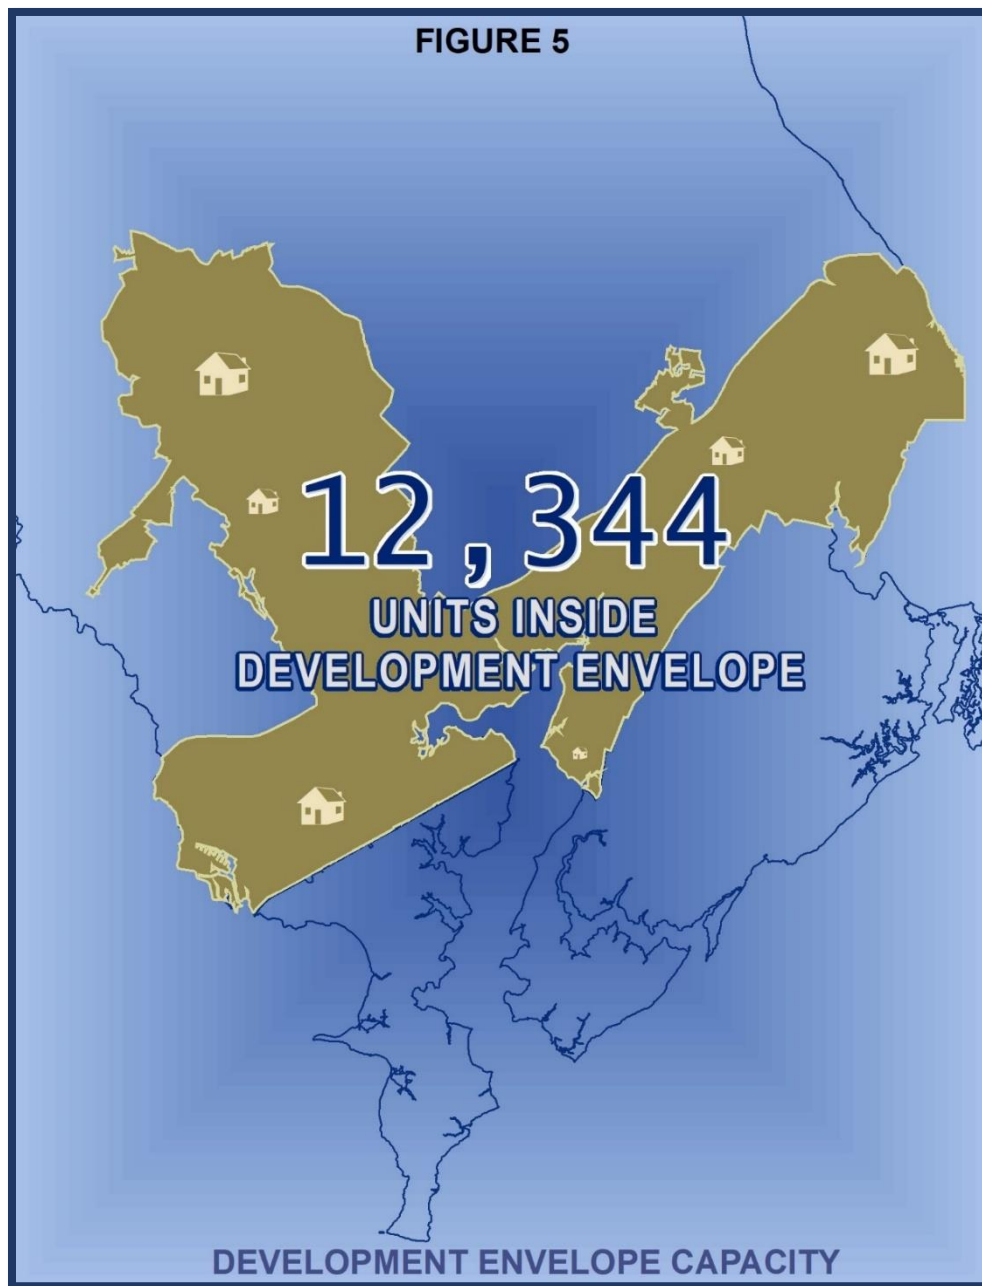 FIGURE 5
12,344
UNITS INSIDE
DEVELOPMENT ENVELOPE
DEVELOPMENT ENVELOPE CAPACITY